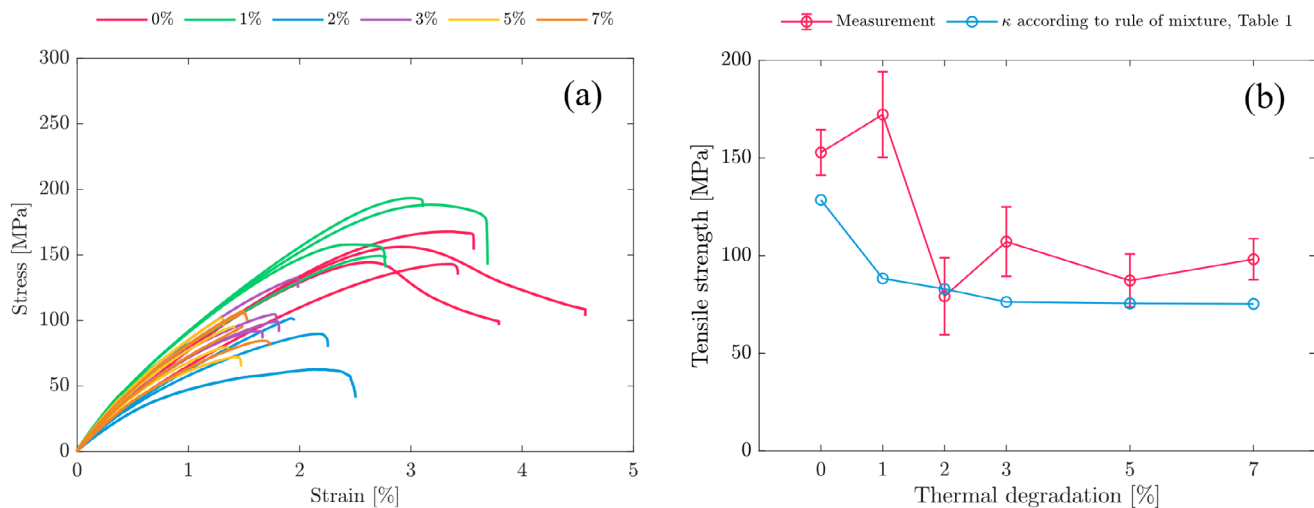 0% 1% 2% 3% 5% 7%
(a)
300
250
200
150
100
50
0
Stress [MPa]
0 1 2 3 4 5
Strain [%]
Measurement κ according to rule of mixture, Table 1
(b)
200
150
100
50
0
Tensile strength [MPa]
0 1 2 3 5 7
Thermal degradation [%]